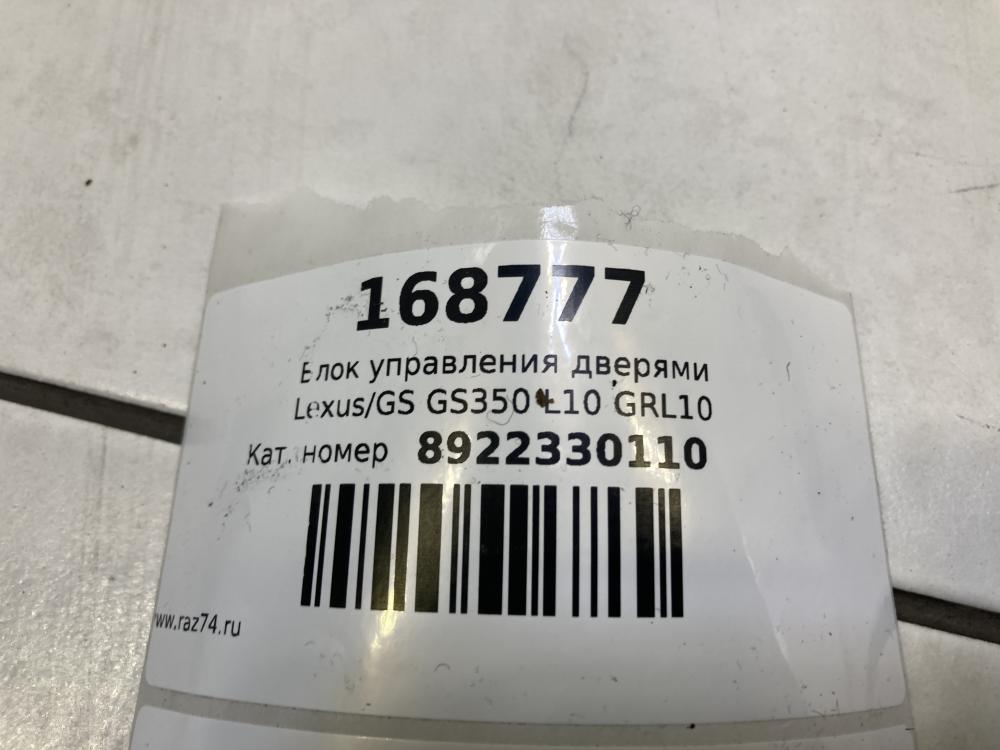 168777
Блок управления дверями
Lexus/GS GS350 L10 GRL10
Кат. номер 8922330110
www.raz74.ru